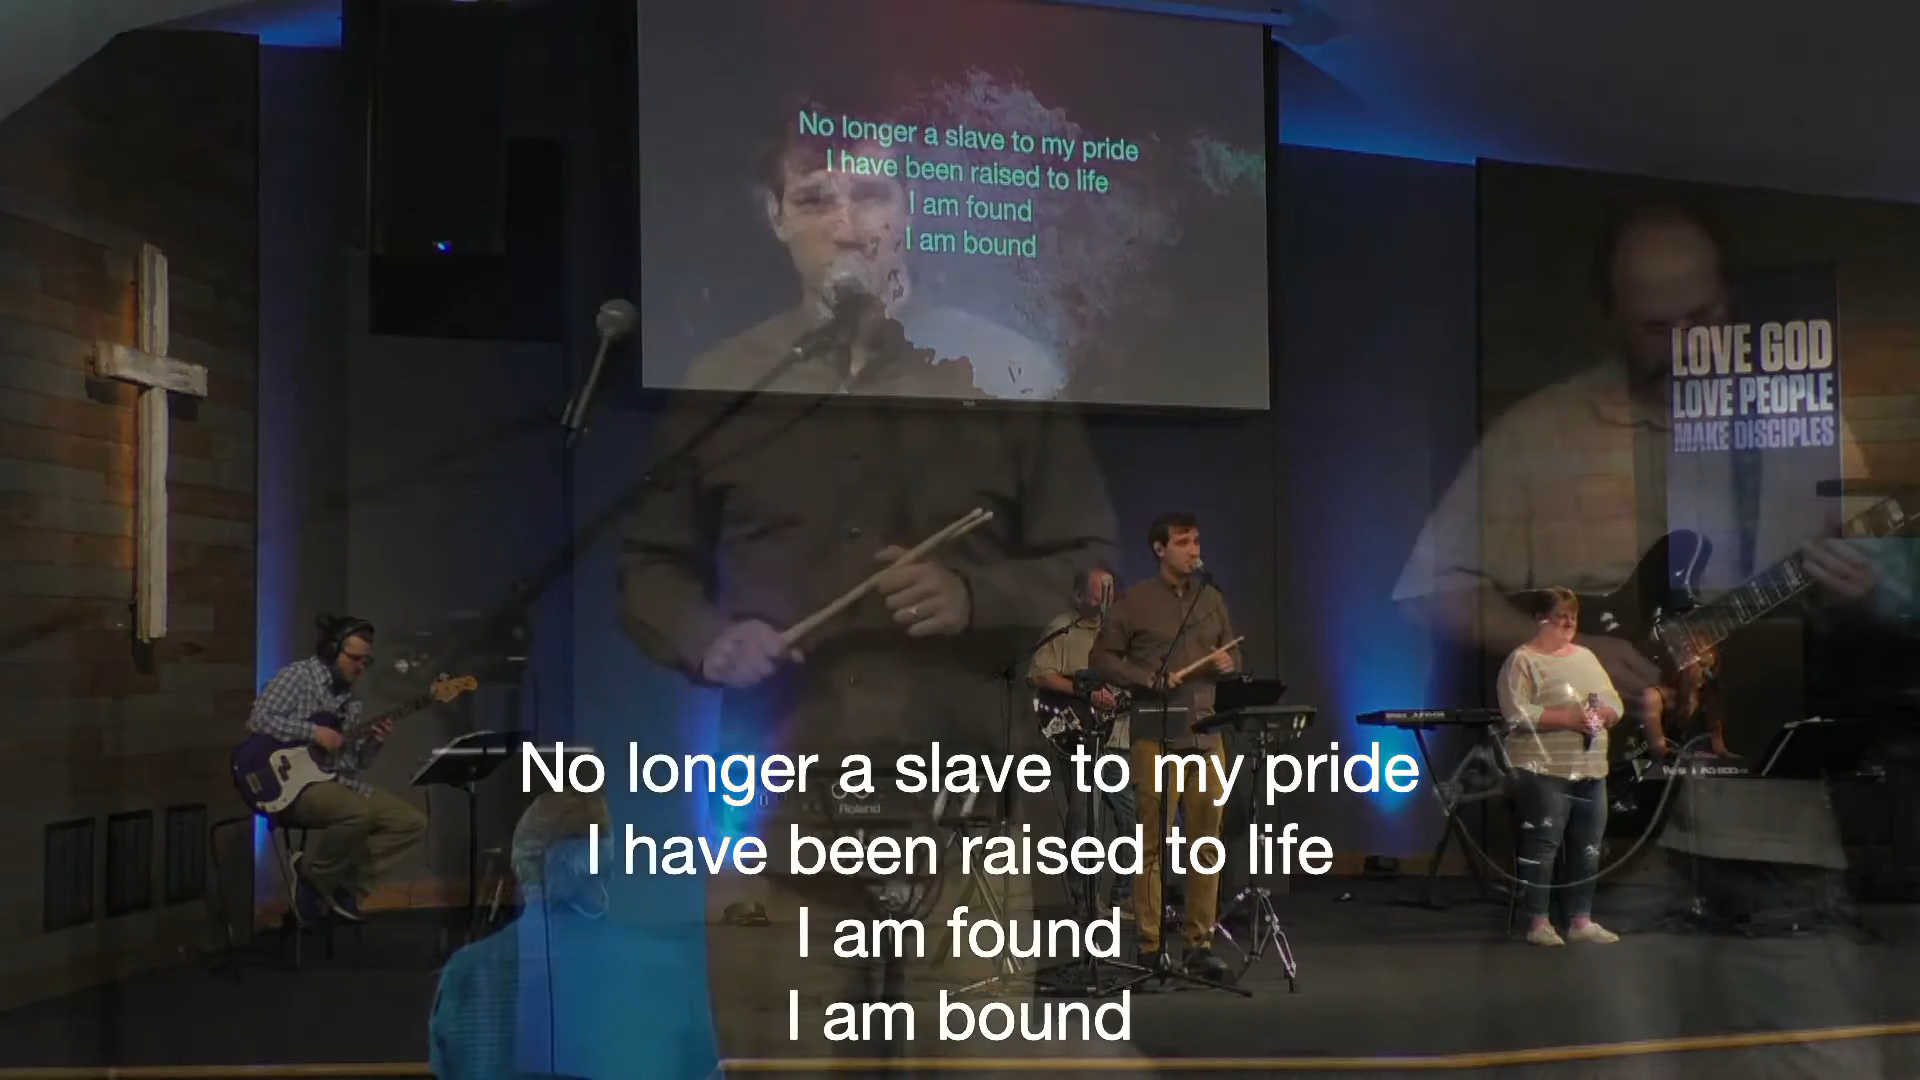 No longer a slave to my pride
I have been raised to life
I am found
I am bound
LOVE GOD
LOVE PEOPLE
MAKE DISCIPLES
Roland
No longer a slave to my pride
I have been raised to life
I am found
I am bound